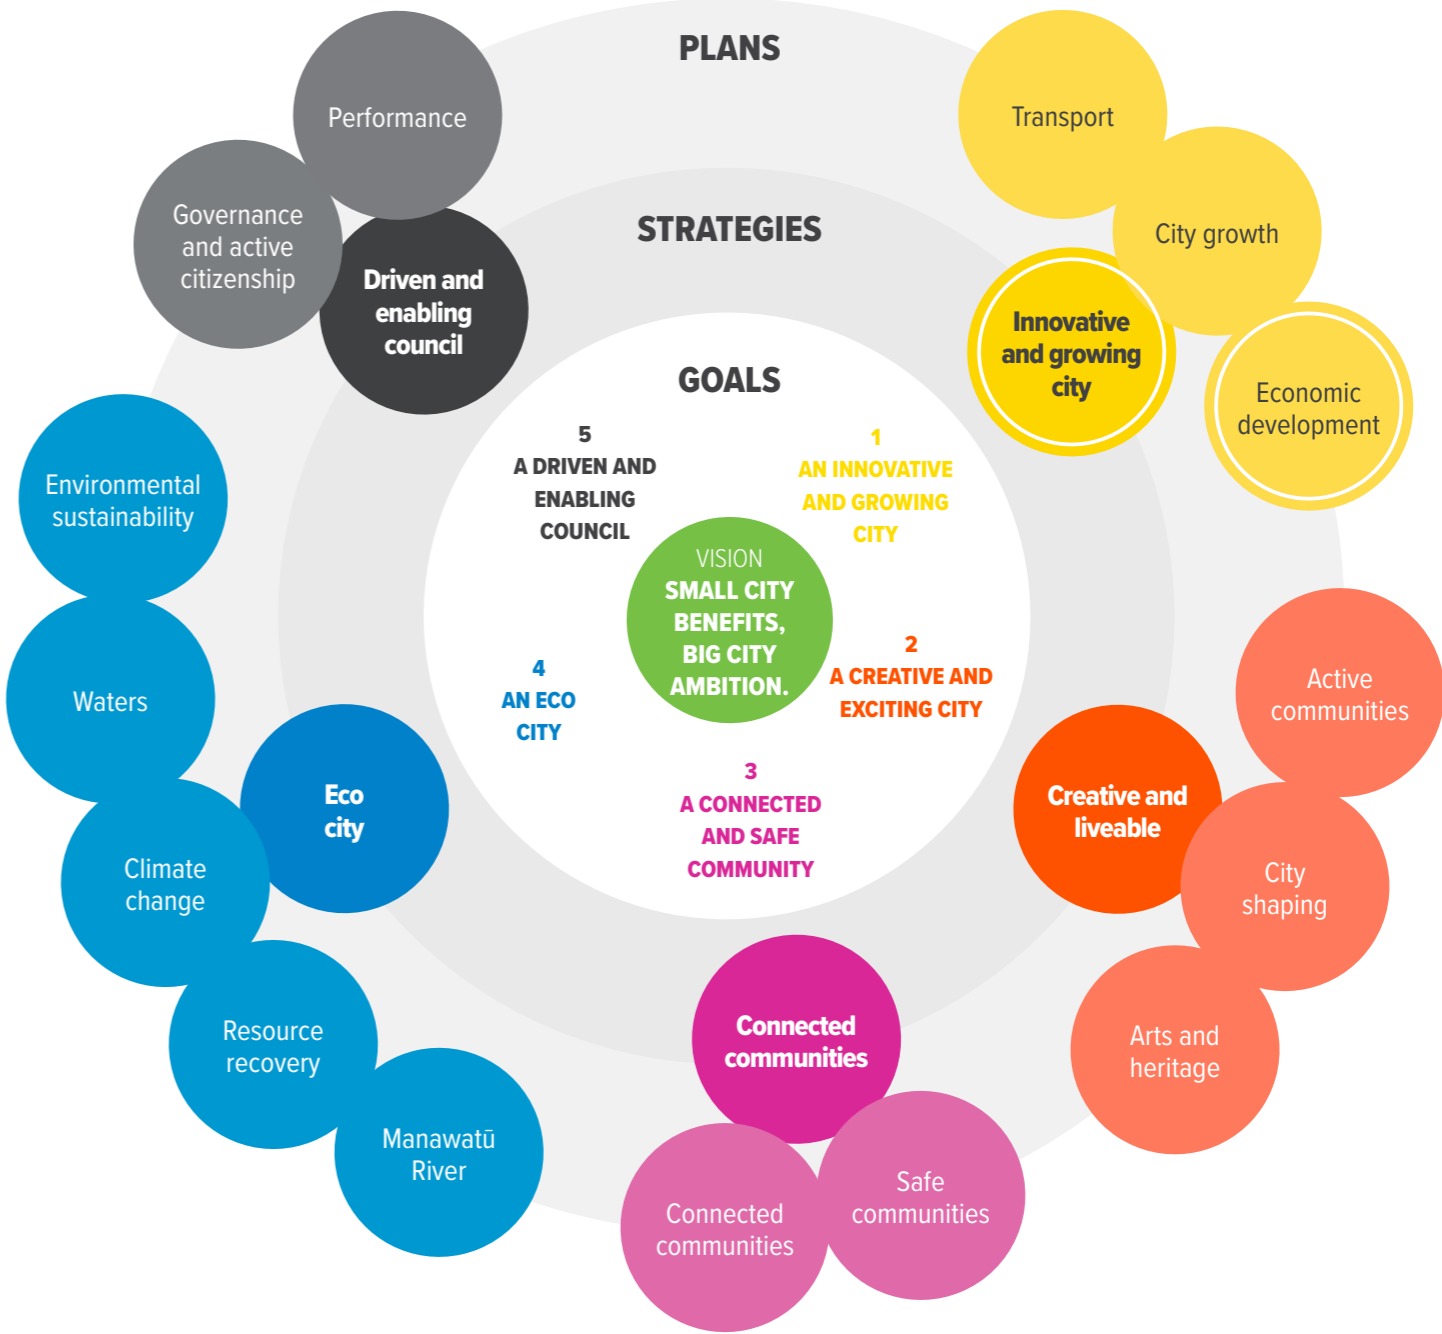 PLANS
STRATEGIES
GOALS
VISION
SMALL CITY
BENEFITS,
BIG CITY
AMBITION.
1
AN INNOVATIVE
AND GROWING
CITY
2
A CREATIVE AND
EXCITING CITY
3
A CONNECTED
AND SAFE
COMMUNITY
4
AN ECO
CITY
5
A DRIVEN AND
ENABLING
COUNCIL
Innovative
and growing
city
Transport
City growth
Economic
development
Creative and
liveable
Active
communities
City
shaping
Arts and
heritage
Connected
communities
Safe
communities
Connected
communities
Eco
city
Manawatū
River
Resource
recovery
Climate
change
Waters
Environmental
sustainability
Driven and
enabling
council
Governance
and active
citizenship
Performance